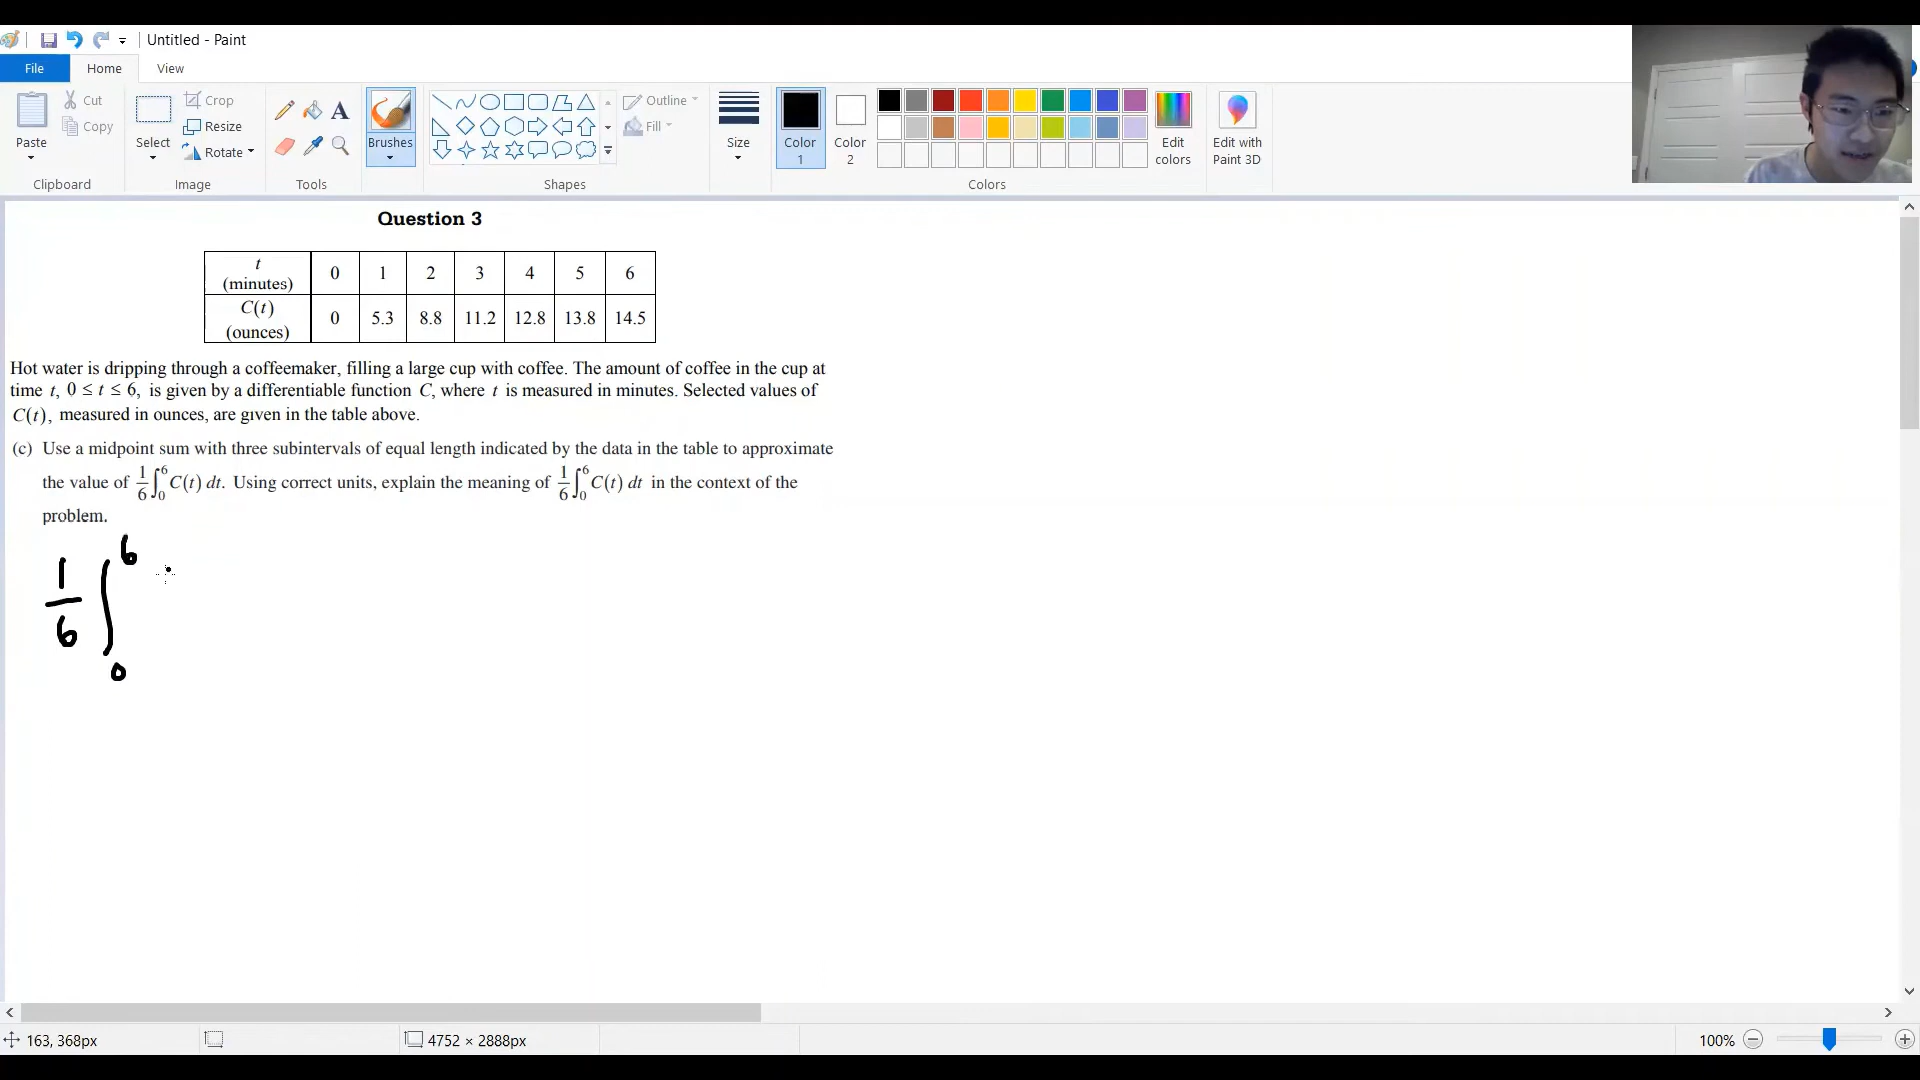 Untitled - Paint
File Home View
Paste
Cut
Copy
Clipboard
Select
Crop
Resize
Rotate
Image
A
Tools
Brushes
Outline
Fill
Shapes
Size
Color 1
Color 2
Edit colors
Edit with Paint 3D
Colors
Question 3
t (minutes) 0 1 2 3 4 5 6
C(t) (ounces) 0 5.3 8.8 11.2 12.8 13.8 14.5
Hot water is dripping through a coffeemaker, filling a large cup with coffee. The amount of coffee in the cup at
time t, 0 ≤ t ≤ 6, is given by a differentiable function C, where t is measured in minutes. Selected values of
C(t), measured in ounces, are given in the table above.
(c) Use a midpoint sum with three subintervals of equal length indicated by the data in the table to approximate
the value of 1/6 ∫₀⁶ C(t) dt. Using correct units, explain the meaning of 1/6 ∫₀⁶ C(t) dt in the context of the
problem.
1/6 ∫₀⁶
163, 368px
4752 × 2888px
100%